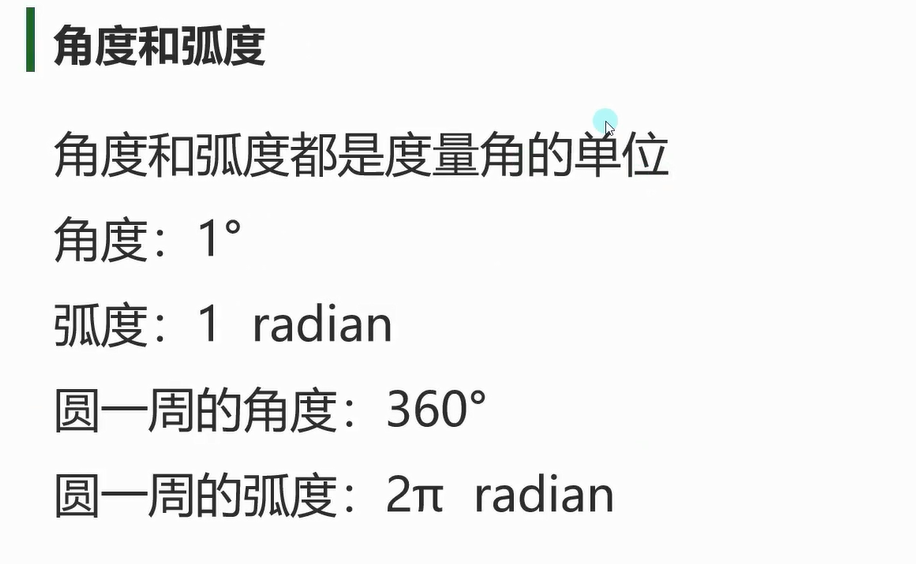 角度和弧度
角度和弧度都是度量角的单位
角度：1°
弧度：1 radian
圆一周的角度：360°
圆一周的弧度：2π radian